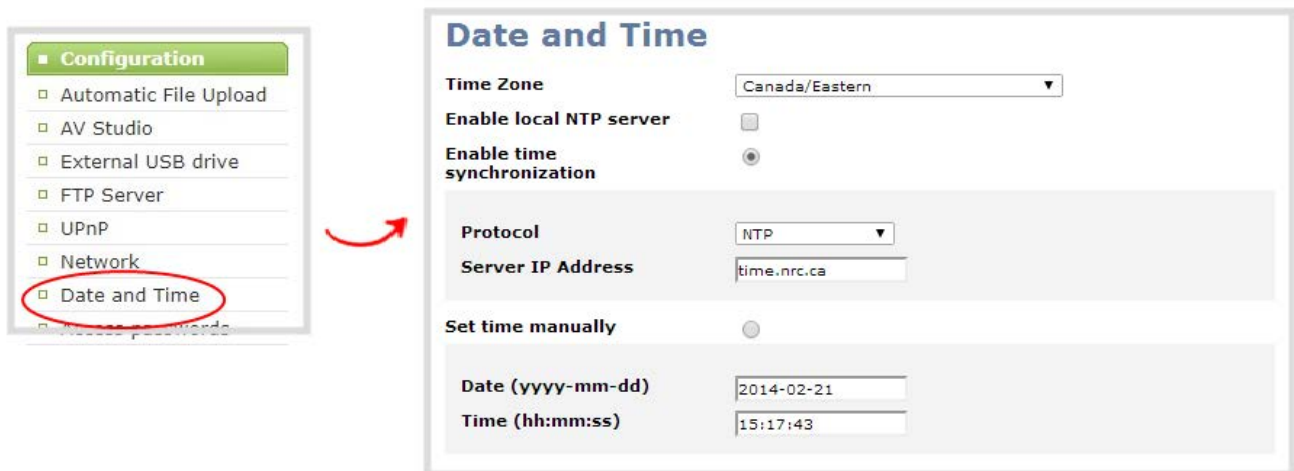 Configuration
Automatic File Upload
AV Studio
External USB drive
FTP Server
UPnP
Network
Date and Time
Access passwords
Date and Time
Time Zone
Canada/Eastern
Enable local NTP server
Enable time
synchronization
Protocol
NTP
Server IP Address
time.nrc.ca
Set time manually
Date (yyyy-mm-dd)
2014-02-21
Time (hh:mm:ss)
15:17:43